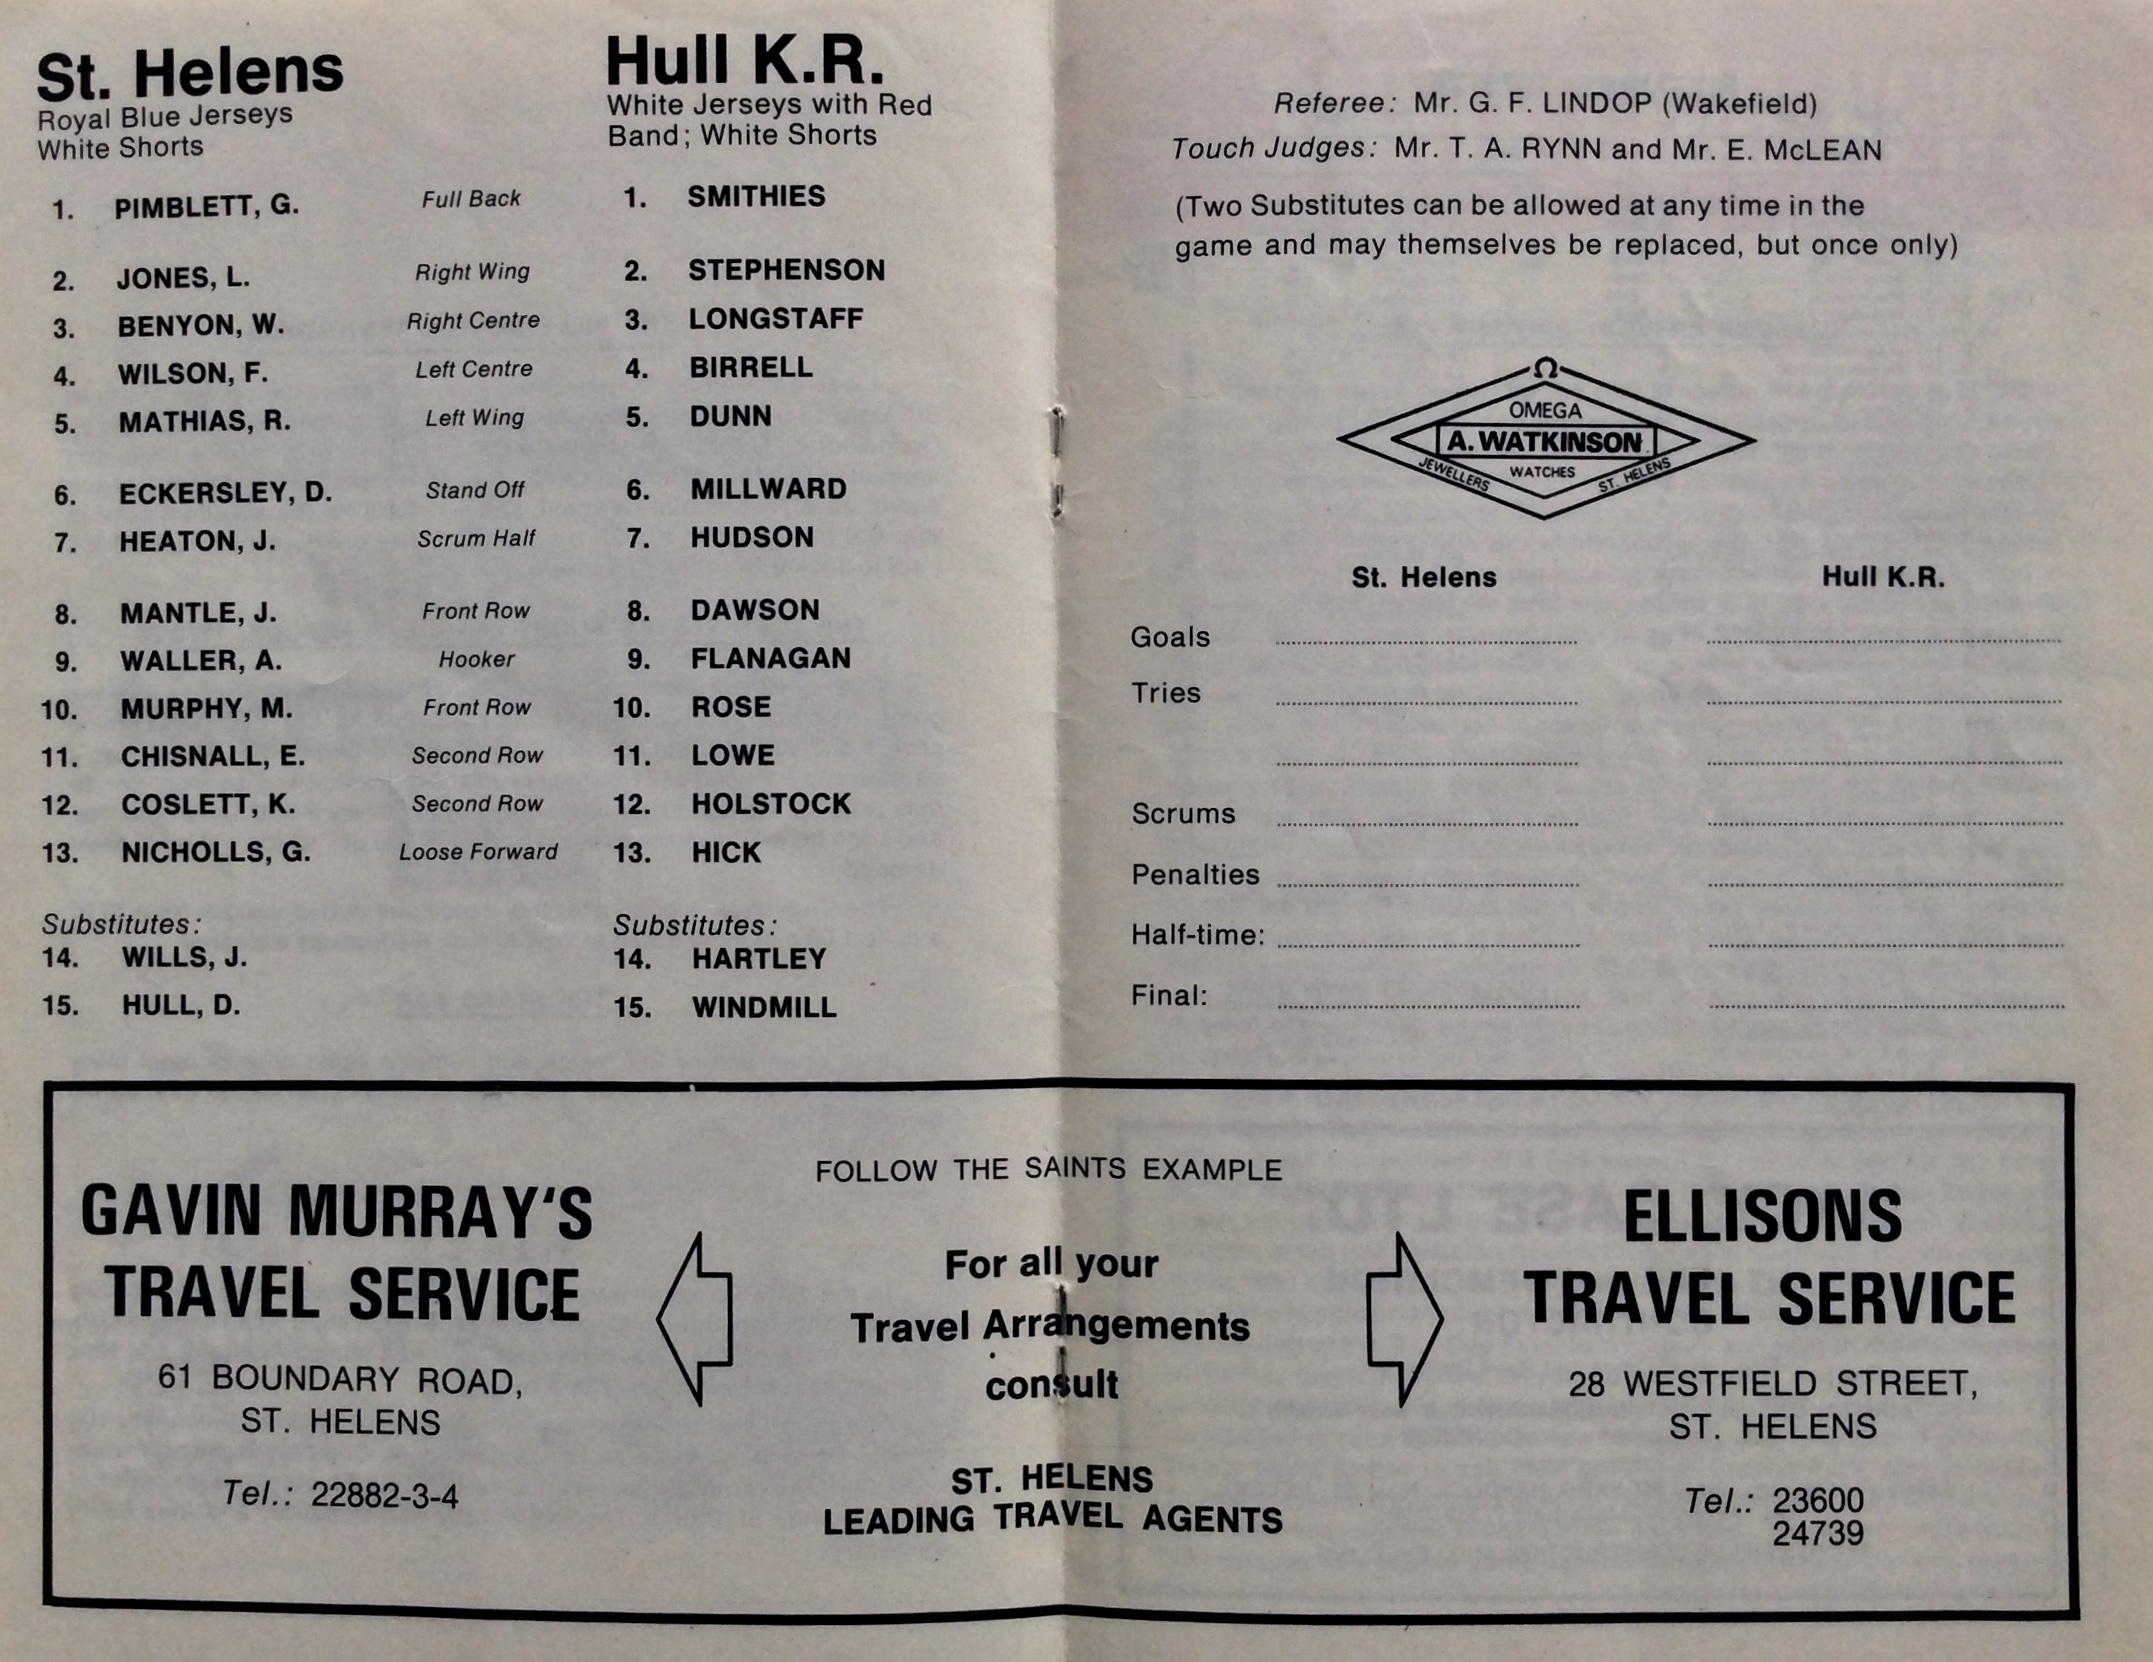 St. Helens
Royal Blue Jerseys
White Shorts
Hull K.R.
White Jerseys with Red
Band; White Shorts
1. PIMBLETT, G. Full Back 1. SMITHIES
2. JONES, L. Right Wing 2. STEPHENSON
3. BENYON, W. Right Centre 3. LONGSTAFF
4. WILSON, F. Left Centre 4. BIRRELL
5. MATHIAS, R. Left Wing 5. DUNN
6. ECKERSLEY, D. Stand Off 6. MILLWARD
7. HEATON, J. Scrum Half 7. HUDSON
8. MANTLE, J. Front Row 8. DAWSON
9. WALLER, A. Hooker 9. FLANAGAN
10. MURPHY, M. Front Row 10. ROSE
11. CHISNALL, E. Second Row 11. LOWE
12. COSLETT, K. Second Row 12. HOLSTOCK
13. NICHOLLS, G. Loose Forward 13. HICK
Substitutes: Substitutes:
14. WILLS, J. 14. HARTLEY
15. HULL, D. 15. WINDMILL
Referee: Mr. G. F. LINDOP (Wakefield)
Touch Judges: Mr. T. A. RYNN and Mr. E. McLEAN
(Two Substitutes can be allowed at any time in the
game and may themselves be replaced, but once only)
Ω
OMEGA
A. WATKINSON
JEWELLERS WATCHES ST. HELENS
St. Helens Hull K.R.
Goals
Tries
Scrums
Penalties
Half-time:
Final:
GAVIN MURRAY'S
TRAVEL SERVICE
61 BOUNDARY ROAD,
ST. HELENS
Tel.: 22882-3-4
FOLLOW THE SAINTS EXAMPLE
For all your
Travel Arrangements
consult
ST. HELENS
LEADING TRAVEL AGENTS
ELLISONS
TRAVEL SERVICE
28 WESTFIELD STREET,
ST. HELENS
Tel.: 23600
24739